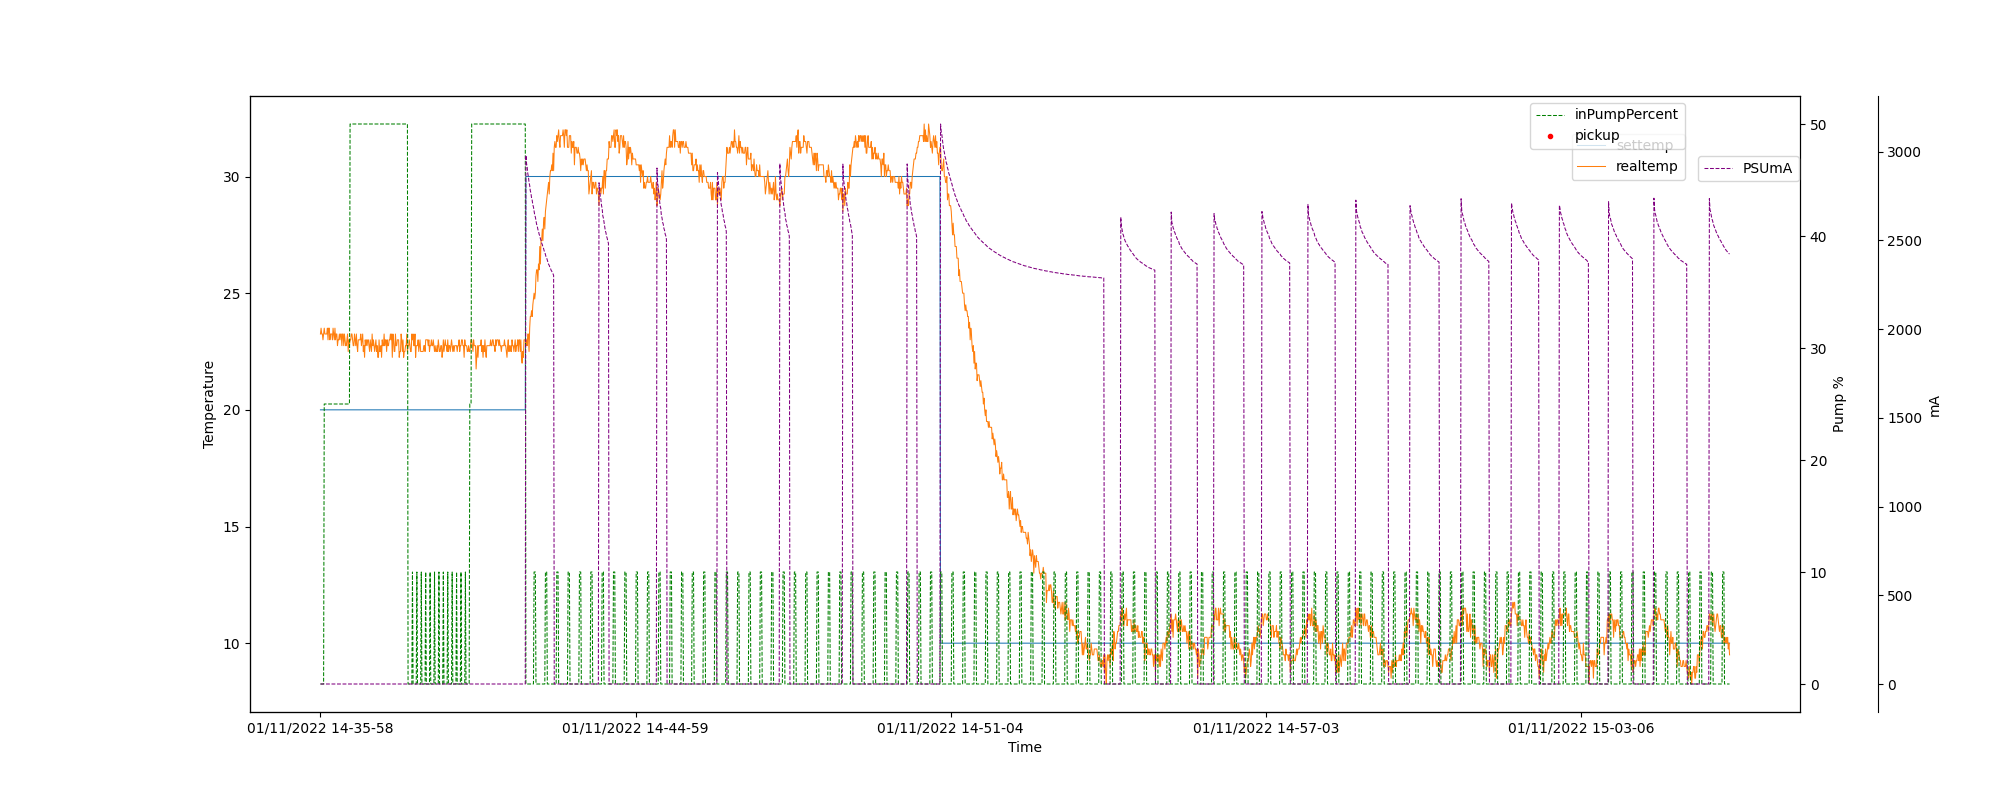 inPumpPercent
pickup
settemp
realtemp
PSUmA
Temperature
30
25
20
15
10
50
40
30
20
10
0
Pump %
3000
2500
2000
1500
1000
500
0
mA
01/11/2022 14-35-58
01/11/2022 14-44-59
01/11/2022 14-51-04
01/11/2022 14-57-03
01/11/2022 15-03-06
Time